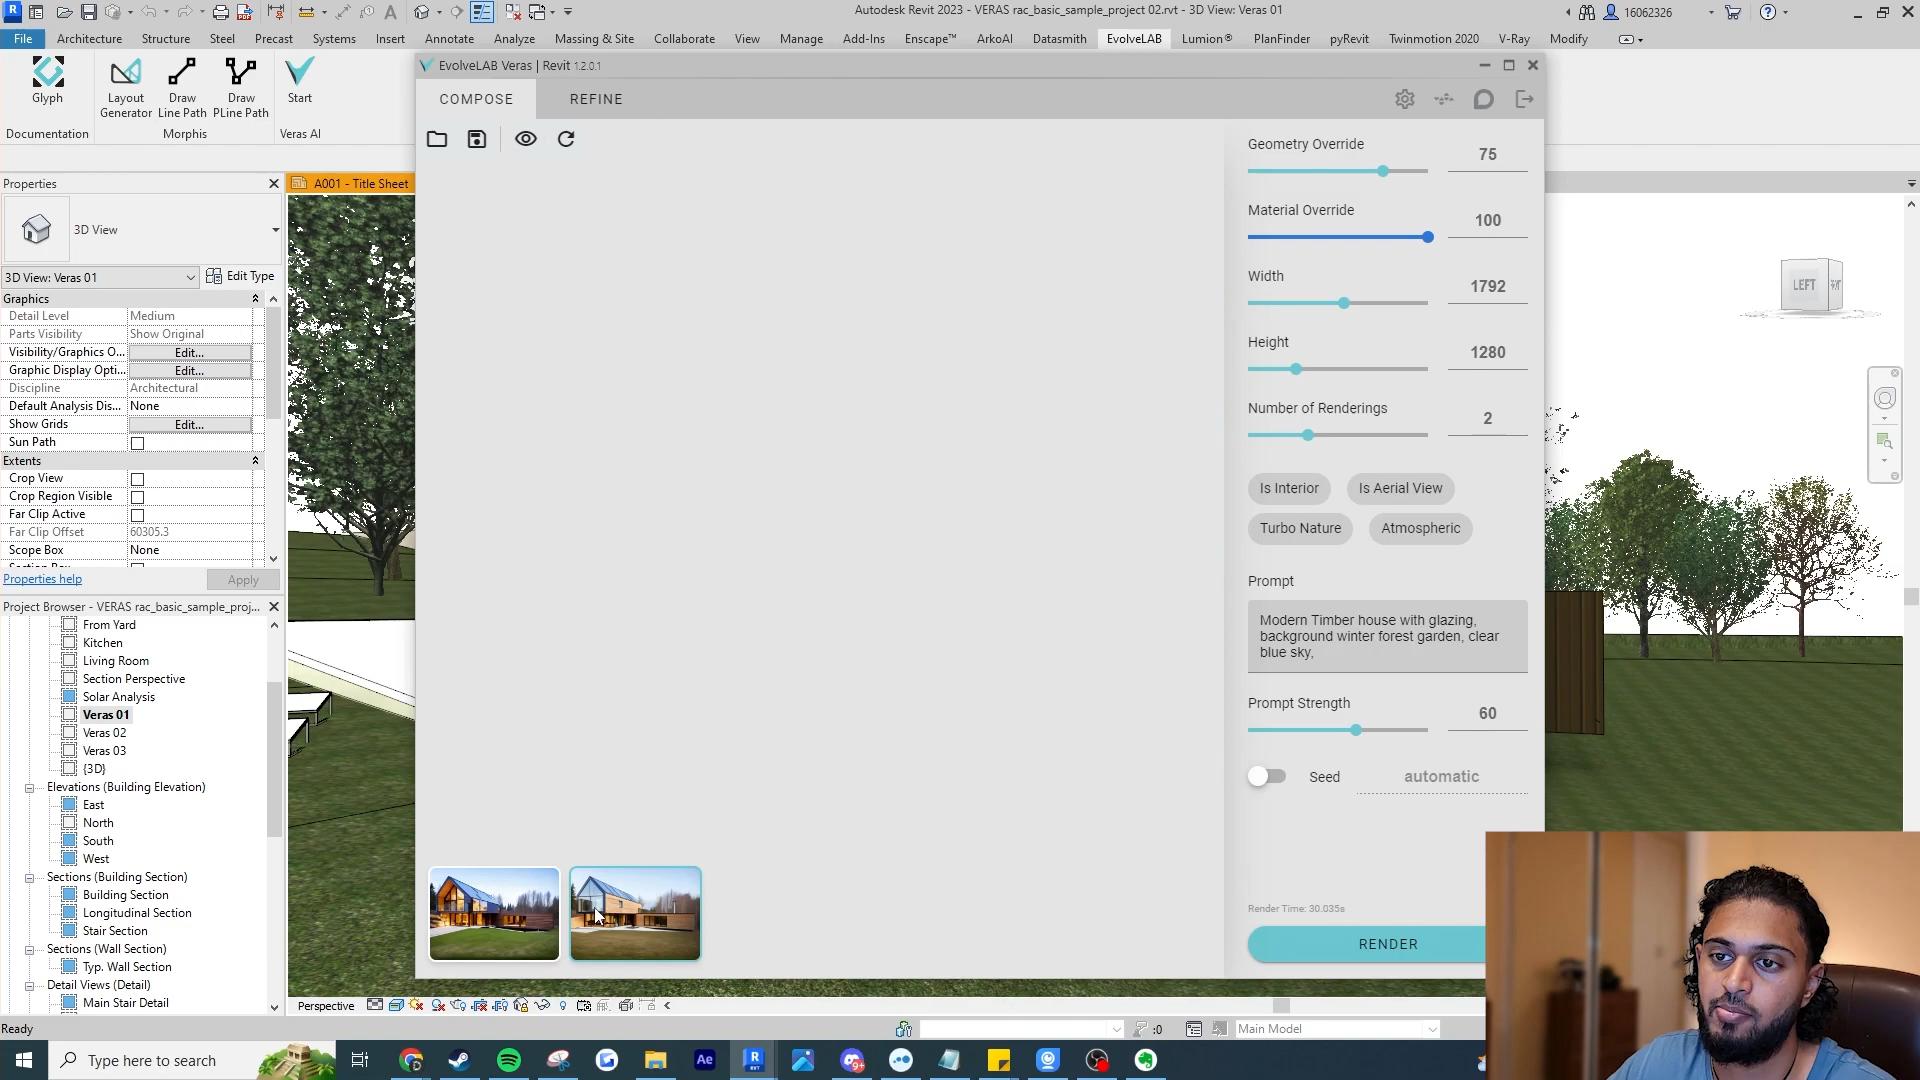 Autodesk Revit 2023 - VERAS rac_basic_sample_project 02.rvt - 3D View: Veras 01
16062326
File
Architecture
Structure
Steel
Precast
Systems
Insert
Annotate
Analyze
Massing & Site
Collaborate
View
Manage
Add-Ins
Enscape™
ArkoAI
Datasmith
EvolveLAB
Lumion®
PlanFinder
pyRevit
Twinmotion 2020
V-Ray
Modify
Glyph
Layout
Generator
Draw
Line Path
Draw
PLine Path
Start
Documentation
Morphis
Veras AI
EvolveLAB Veras | Revit 1.2.0.1
COMPOSE
REFINE
Properties
3D View
3D View: Veras 01
Edit Type
Graphics
Detail Level
Medium
Parts Visibility
Show Original
Visibility/Graphics O...
Edit...
Graphic Display Opti...
Edit...
Discipline
Architectural
Default Analysis Dis...
None
Show Grids
Edit...
Sun Path
Extents
Crop View
Crop Region Visible
Far Clip Active
Far Clip Offset
60305.3
Scope Box
None
Properties help
Apply
Project Browser - VERAS rac_basic_sample_proj...
From Yard
Kitchen
Living Room
Section Perspective
Solar Analysis
Veras 01
Veras 02
Veras 03
{3D}
Elevations (Building Elevation)
East
North
South
West
Sections (Building Section)
Building Section
Longitudinal Section
Stair Section
Sections (Wall Section)
Typ. Wall Section
Detail Views (Detail)
Main Stair Detail
A001 - Title Sheet
Geometry Override
75
Material Override
100
Width
1792
Height
1280
Number of Renderings
2
Is Interior
Is Aerial View
Turbo Nature
Atmospheric
Prompt
Modern Timber house with glazing,
background winter forest garden, clear
blue sky,
Prompt Strength
60
Seed
automatic
Render Time: 30.035s
RENDER
LEFT
Perspective
Ready
:0
Main Model
Type here to search